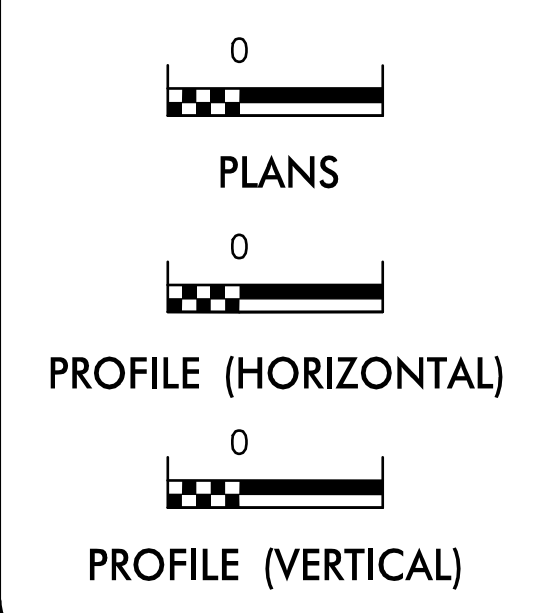 0
PLANS
0
PROFILE (HORIZONTAL)
0
PROFILE (VERTICAL)